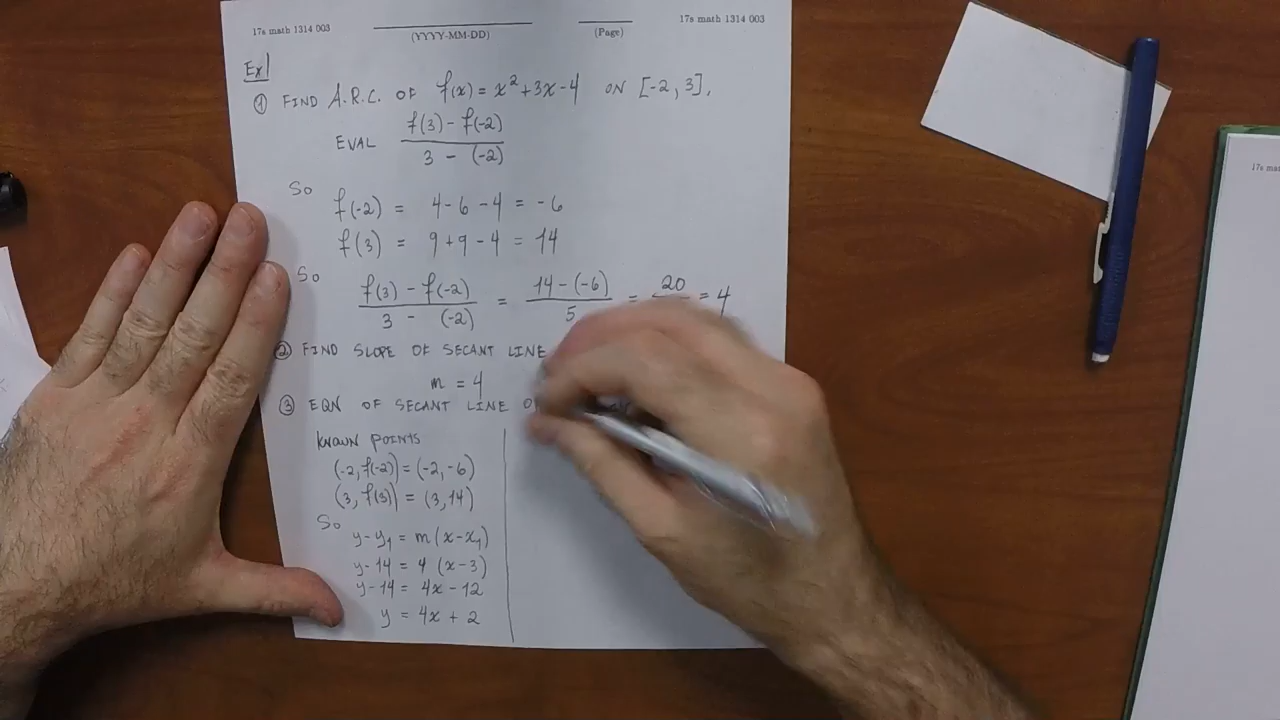 17s math 1314 003
(YYYY-MM-DD)
(Page)
17s math 1314 003
Ex1
① FIND A.R.C. OF f(x) = x² + 3x - 4 ON [-2, 3].
EVAL f(3) - f(-2) / 3 - (-2)
So
f(-2) = 4 - 6 - 4 = -6
f(3) = 9 + 9 - 4 = 14
So
f(3) - f(-2) / 3 - (-2) = 14 - (-6) / 5 = 20 = 4
② FIND SLOPE OF SECANT LINE
m = 4
③ EQN OF SECANT LINE
KNOWN POINTS
(-2, f(-2)) = (-2, -6)
(3, f(3)) = (3, 14)
So
y - y₁ = m (x - x₁)
y - 14 = 4 (x - 3)
y - 14 = 4x - 12
y = 4x + 2
17s ma